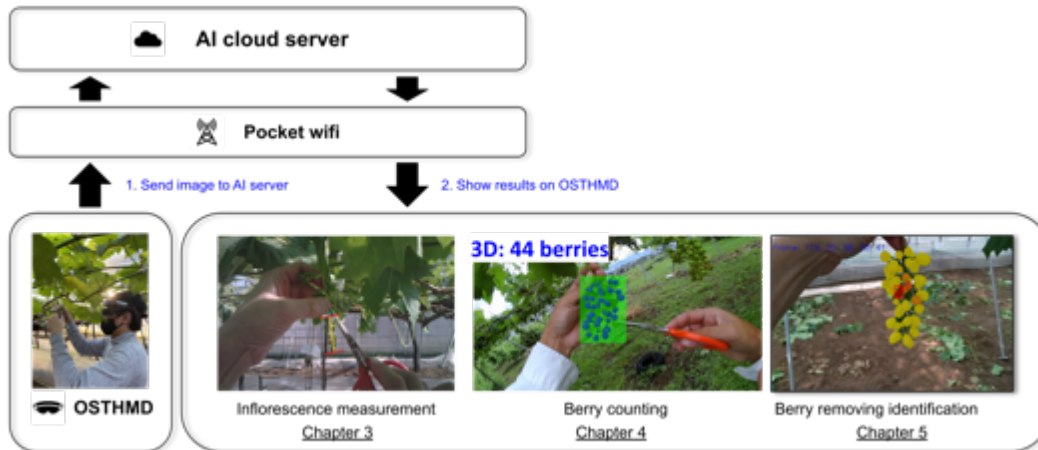 AI cloud server
Pocket wifi
1. Send image to AI server
2. Show results on OSTHMD
3D: 44 berries
OSTHMD
Inflorescence measurement
Berry counting
Berry removing identification
Chapter 3
Chapter 4
Chapter 5